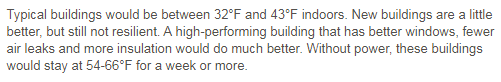 Typical buildings would be between 32°F and 43°F indoors. New buildings are a little
better, but still not resilient. A high-performing building that has better windows, fewer
air leaks and more insulation would do much better. Without power, these buildings
would stay at 54-66°F for a week or more.